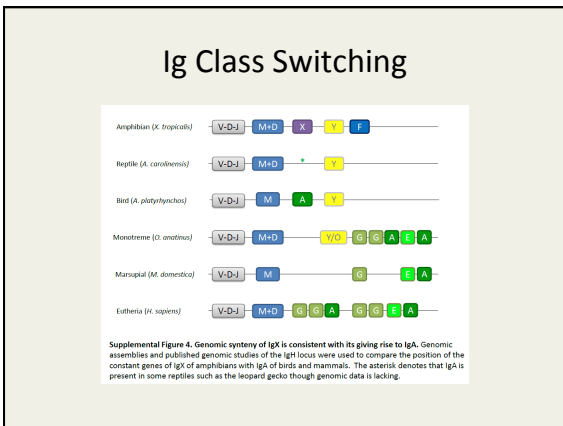 Ig Class Switching
Amphibian (X. tropicalis) V-D-J M+D X Y F
Reptile (A. carolinensis) V-D-J M+D * Y
Bird (A. platyrhynchos) V-D-J M A Y
Monotreme (O. anatinus) V-D-J M+D Y/O G G A E A
Marsupial (M. domestica) V-D-J M G E A
Eutheria (H. sapiens) V-D-J M+D G G A G G E A
Supplemental Figure 4. Genomic synteny of IgX is consistent with its giving rise to IgA. Genomic
assemblies and published genomic studies of the IgH locus were used to compare the position of the
constant genes of IgX of amphibians with IgA of birds and mammals. The asterisk denotes that IgA is
present in some reptiles such as the leopard gecko though genomic data is lacking.